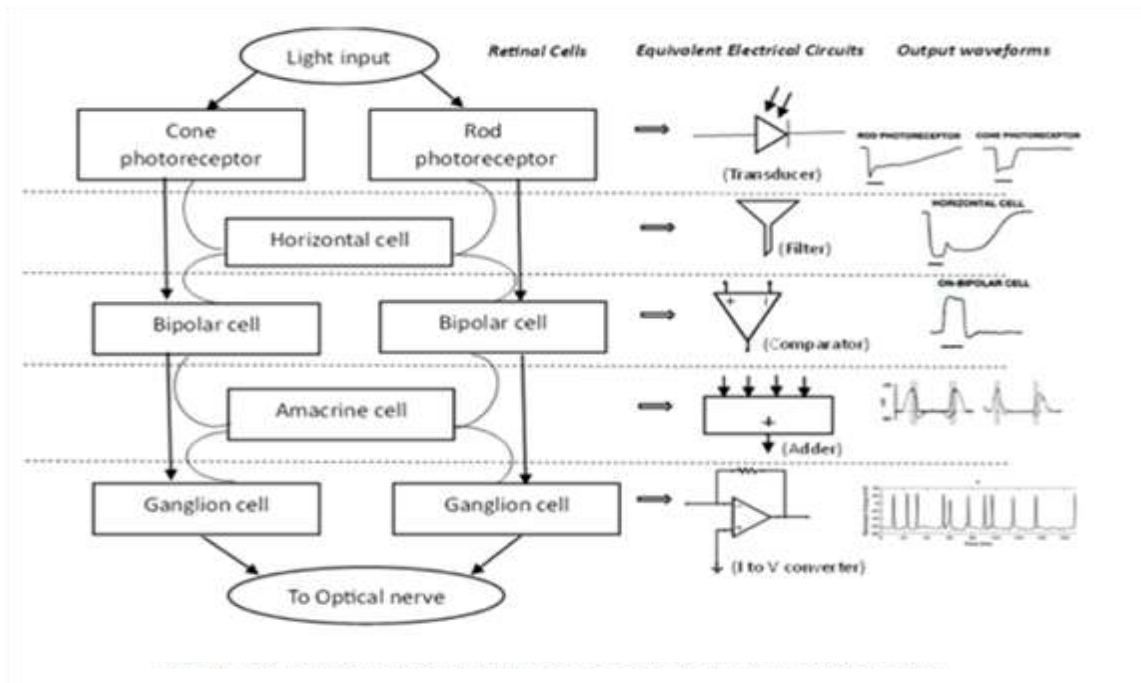 Light input
Retinal Cells
Equivalent Electrical Circuits
Output waveforms
Cone
photoreceptor
Rod
photoreceptor
(Transducer)
ROD PHOTORECEPTOR
CONE PHOTORECEPTOR
Horizontal cell
(Filter)
HORIZONTAL CELL
Bipolar cell
Bipolar cell
(Comparator)
ON-BIPOLAR CELL
Amacrine cell
(Adder)
Ganglion cell
Ganglion cell
(I to V converter)
To Optical nerve